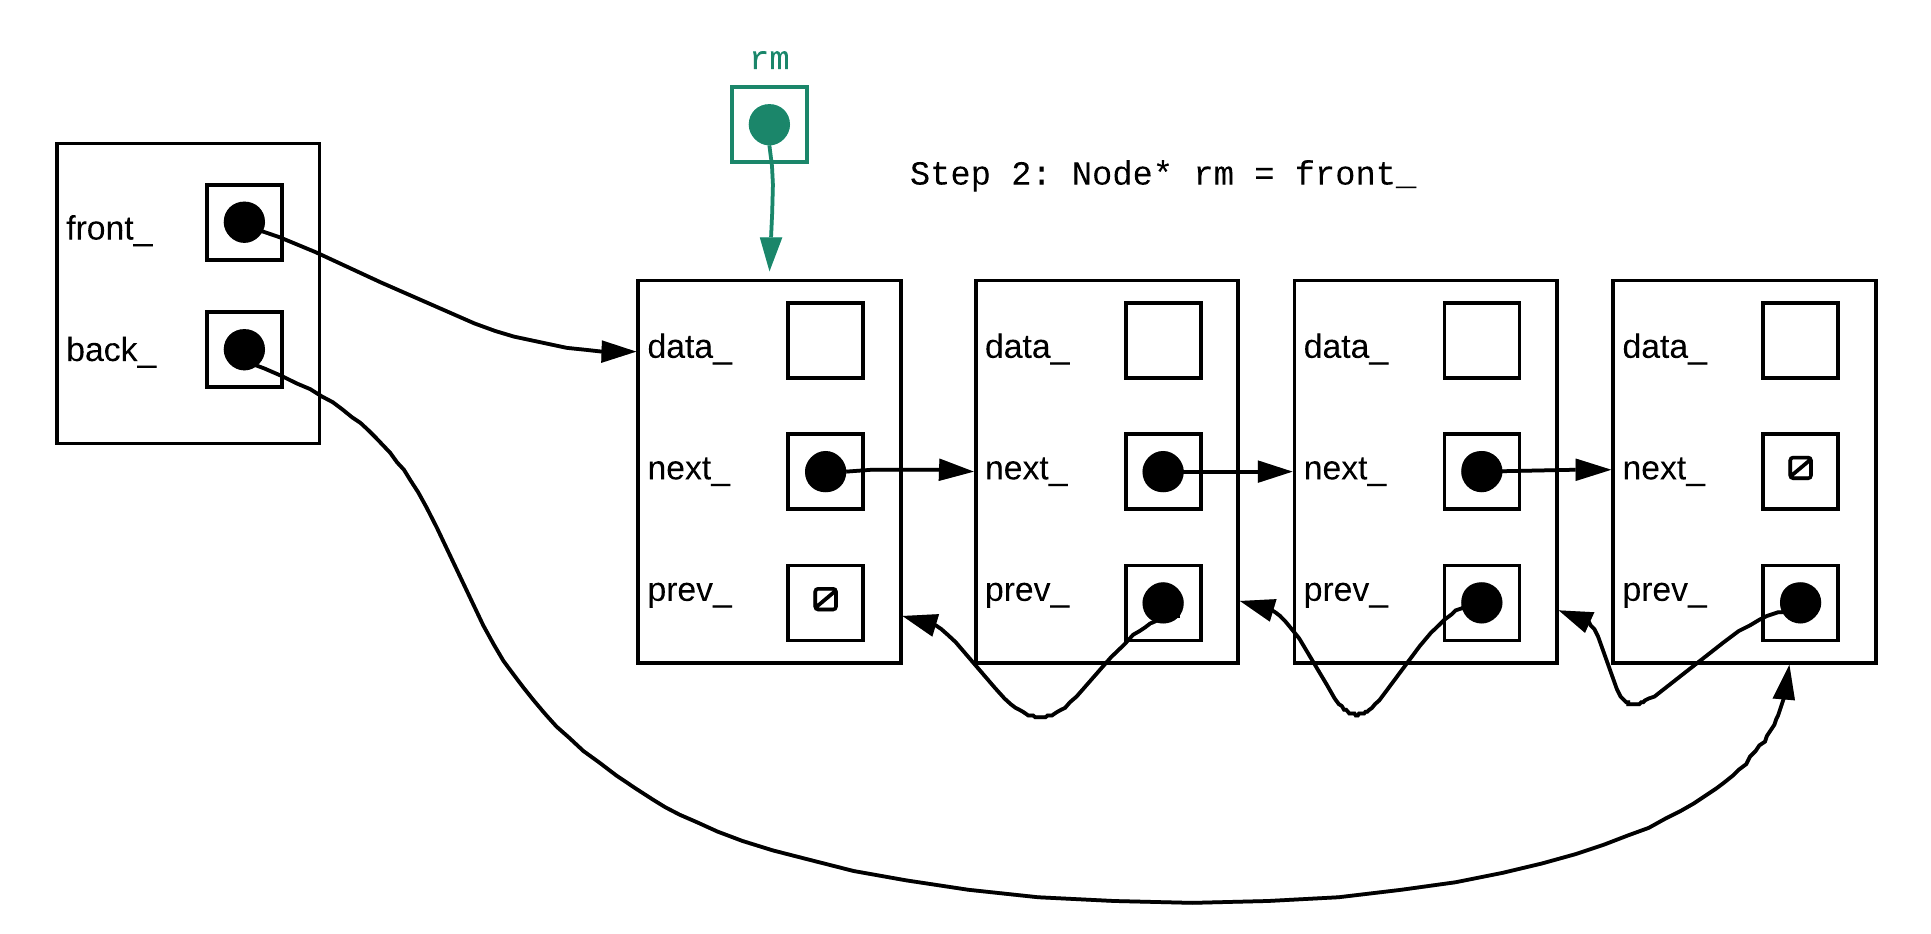 rm
Step 2: Node* rm = front_
front_
back_
data_ data_ data_ data_
next_ next_ next_ next_
prev_ prev_ prev_ prev_